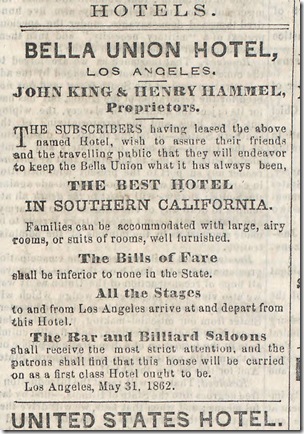 HOTELS.
BELLA UNION HOTEL,
LOS ANGELES.
JOHN KING & HENRY HAMMEL,
Proprietors.
THE SUBSCRIBERS having leased the above
named Hotel, wish to assure their friends
and the travelling public that they will endeavor
to keep the Bella Union what it has always been,
THE BEST HOTEL
IN SOUTHERN CALIFORNIA.
Families can be accommodated with large, airy
rooms, or suits of rooms, well furnished.
The Bills of Fare
shall be inferior to none in the State.
All the Stages
to and from Los Angeles arrive at and depart from
this Hotel.
The Bar and Billiard Saloons
shall receive the most strict attention, and the
patrons shall find that this house will be carried
on as a first class Hotel ought to be.
Los Angeles, May 31, 1862.
UNITED STATES HOTEL.